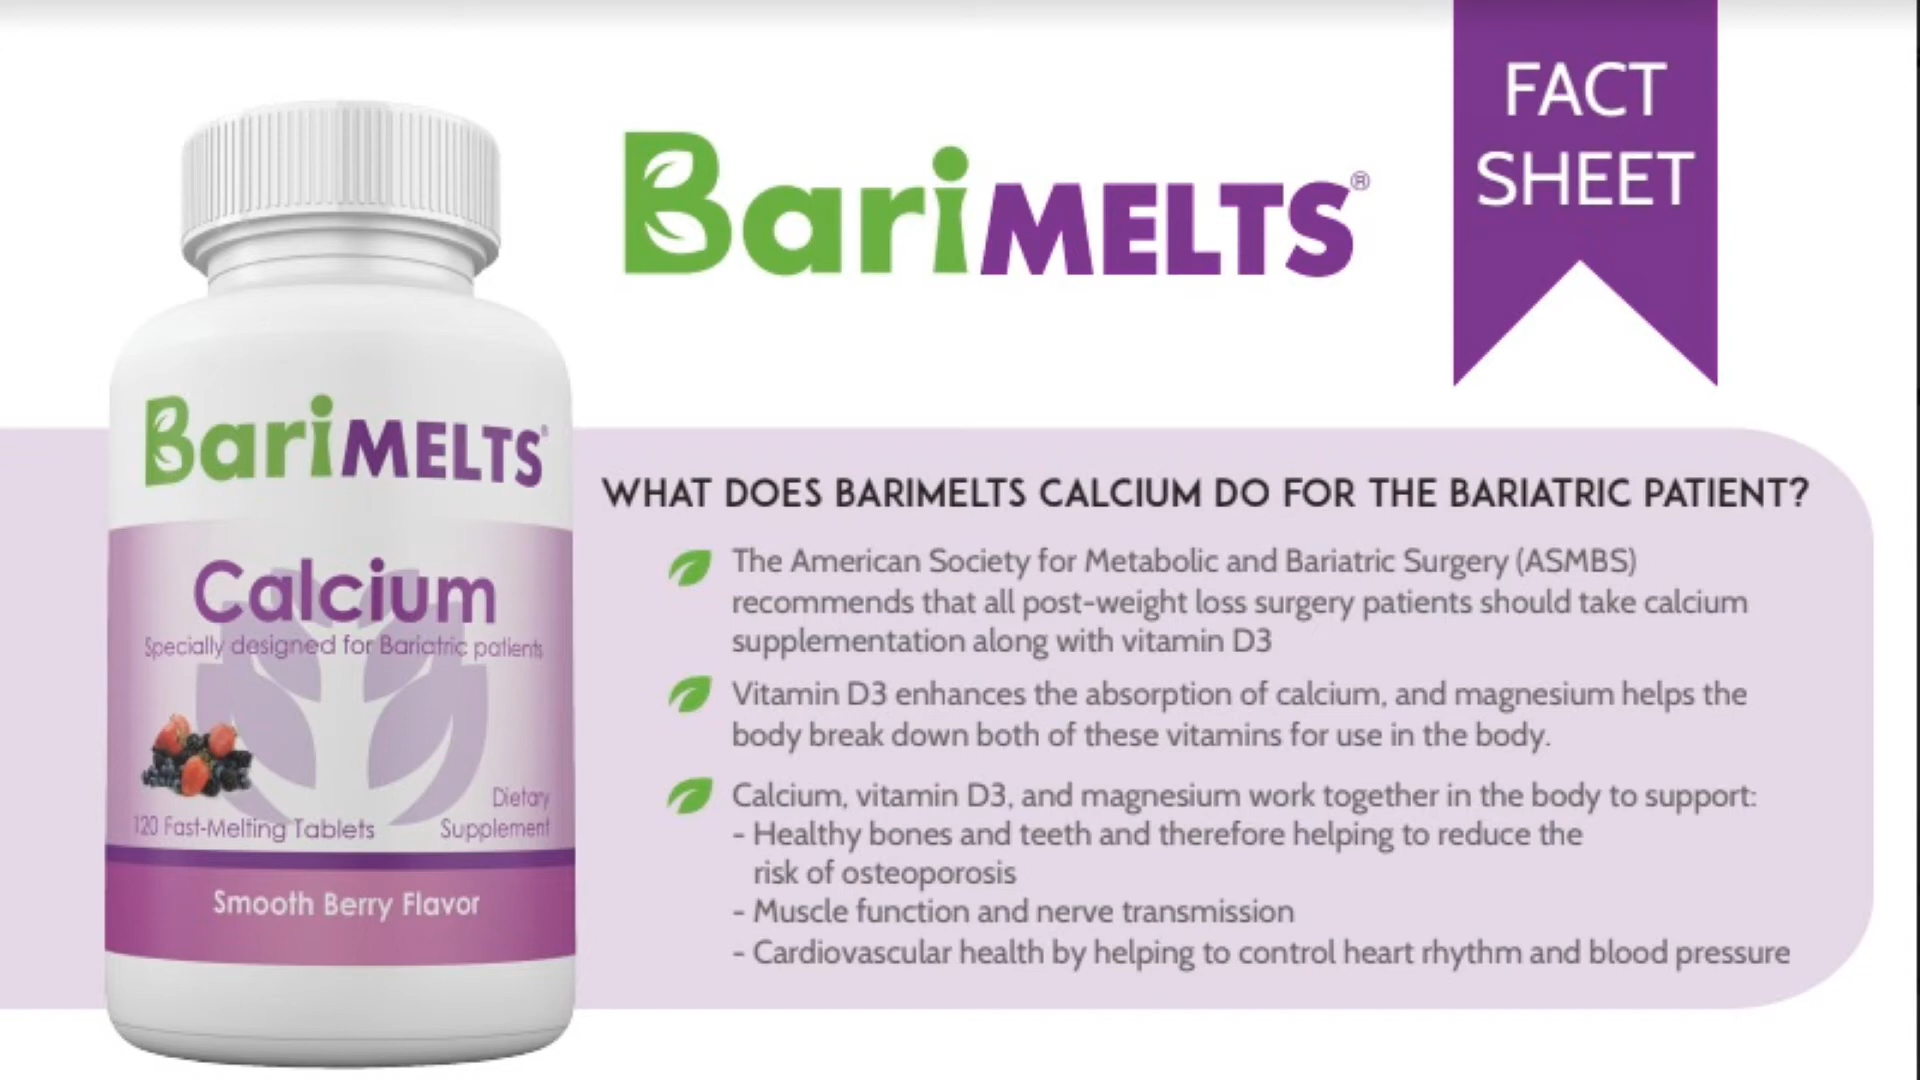 FACT
SHEET
BariMELTS®
BariMELTS
Calcium
Specially designed for Bariatric patients
Dietary
120 Fast-Melting Tablets
Supplement
Smooth Berry Flavor
WHAT DOES BARIMELTS CALCIUM DO FOR THE BARIATRIC PATIENT?
The American Society for Metabolic and Bariatric Surgery (ASMBS)
recommends that all post-weight loss surgery patients should take calcium
supplementation along with vitamin D3
Vitamin D3 enhances the absorption of calcium, and magnesium helps the
body break down both of these vitamins for use in the body.
Calcium, vitamin D3, and magnesium work together in the body to support:
- Healthy bones and teeth and therefore helping to reduce the
risk of osteoporosis
- Muscle function and nerve transmission
- Cardiovascular health by helping to control heart rhythm and blood pressure